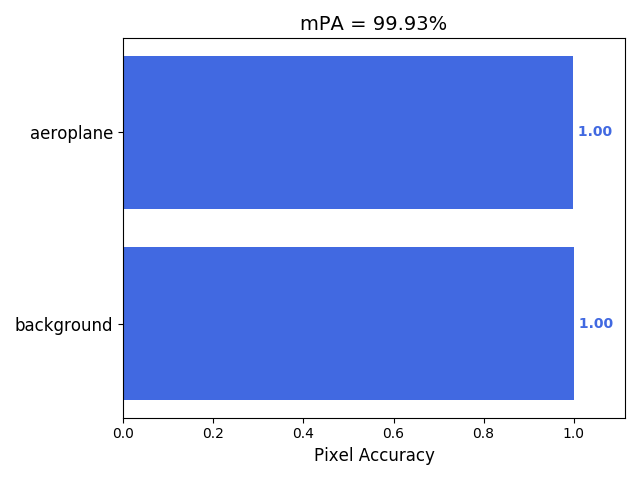 mPA = 99.93%
aeroplane
1.00
background
1.00
0.0 0.2 0.4 0.6 0.8 1.0
Pixel Accuracy